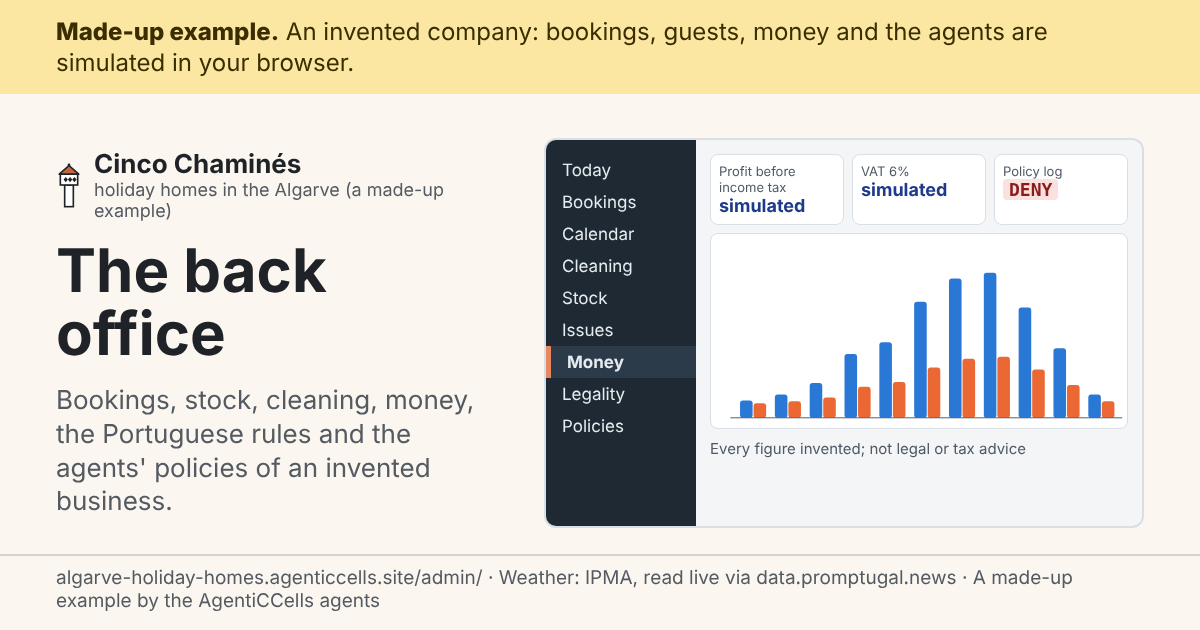 Made-up example. An invented company: bookings, guests, money and the agents are
simulated in your browser.
Cinco Chaminés
holiday homes in the Algarve (a made-up
example)
The back
office
Bookings, stock, cleaning, money,
the Portuguese rules and the
agents' policies of an invented
business.
Today
Bookings
Calendar
Cleaning
Stock
Issues
Money
Legality
Policies
Profit before
income tax
simulated
VAT 6%
simulated
Policy log
DENY
Every figure invented; not legal or tax advice
algarve-holiday-homes.agenticcells.site/admin/ · Weather: IPMA, read live via data.promptugal.news · A made-up
example by the AgentiCCells agents